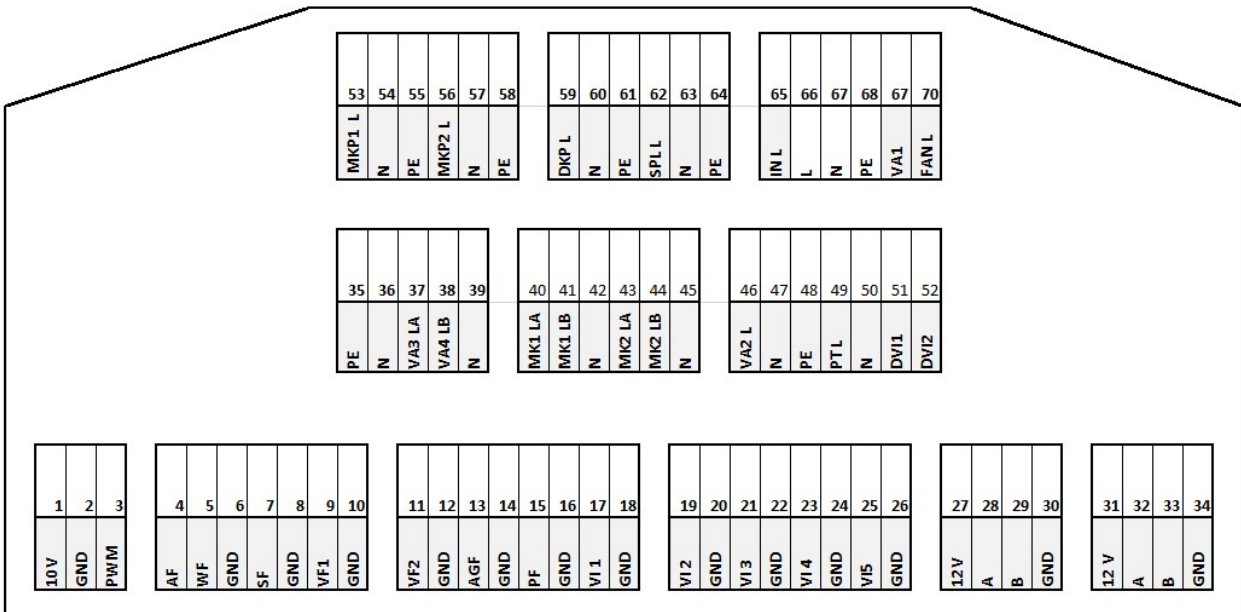 53 54 55 56 57 58 59 60 61 62 63 64 65 66 67 68 67 70
MKP1 L N PE MKP2 L N PE DKP L N PE SPL L N PE IN L L N PE VA1 FAN L
35 36 37 38 39 40 41 42 43 44 45 46 47 48 49 50 51 52
PE N VA3 LA VA4 LB N MK1 LA MK1 LB N MK2 LA MK2 LB N VA2 L N PE PT L N DVI1 DVI2
1 2 3 4 5 6 7 8 9 10 11 12 13 14 15 16 17 18 19 20 21 22 23 24 25 26 27 28 29 30 31 32 33 34
10V GND PWM AF WF GND SF GND VF1 GND VF2 GND AGF GND PF GND VI 1 GND VI 2 GND VI 3 GND VI 4 GND VI5 GND 12V A B GND 12 V A B GND